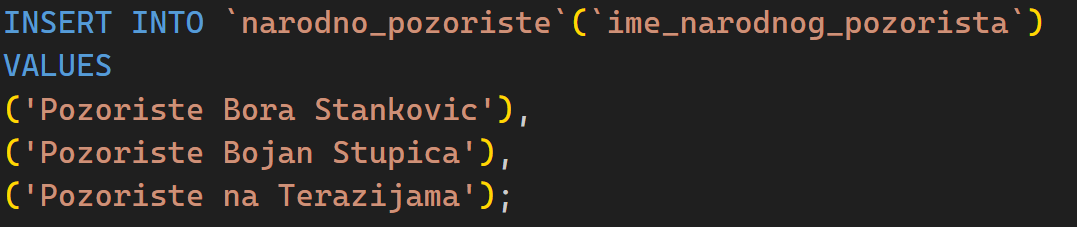 INSERT INTO `narodno_pozoriste`(`ime_narodnog_pozorista`)
VALUES
('Pozoriste Bora Stankovic'),
('Pozoriste Bojan Stupica'),
('Pozoriste na Terazijama');